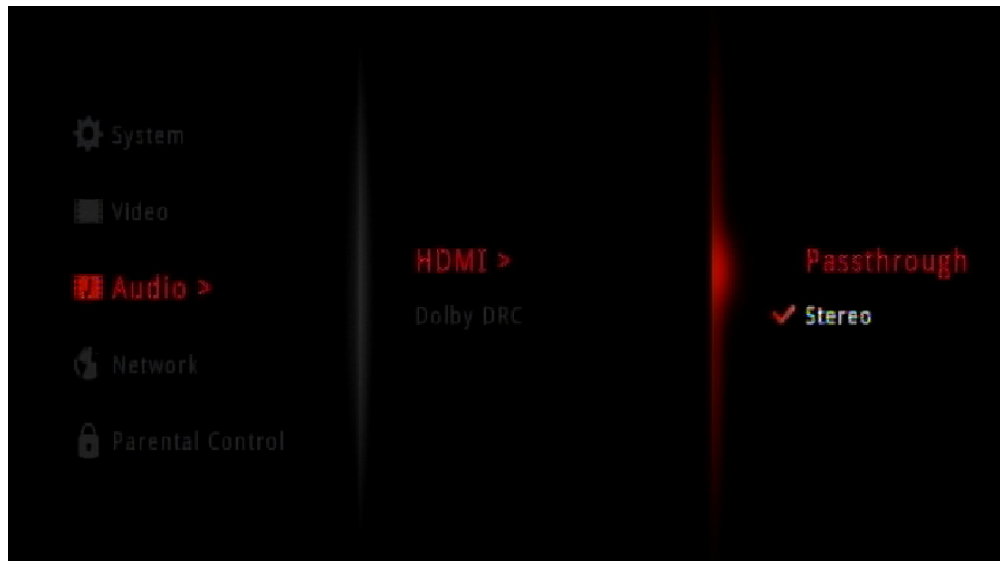 System
Video
Audio >
Network
Parental Control
HDMI >
Dolby DRC
Passthrough
Stereo